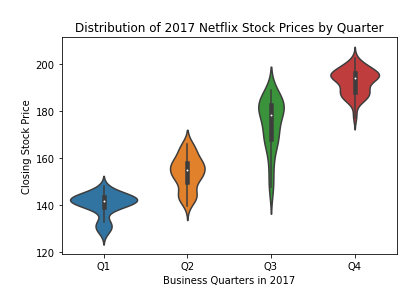 Distribution of 2017 Netflix Stock Prices by Quarter
Closing Stock Price
200
180
160
140
120
Q1 Q2 Q3 Q4
Business Quarters in 2017